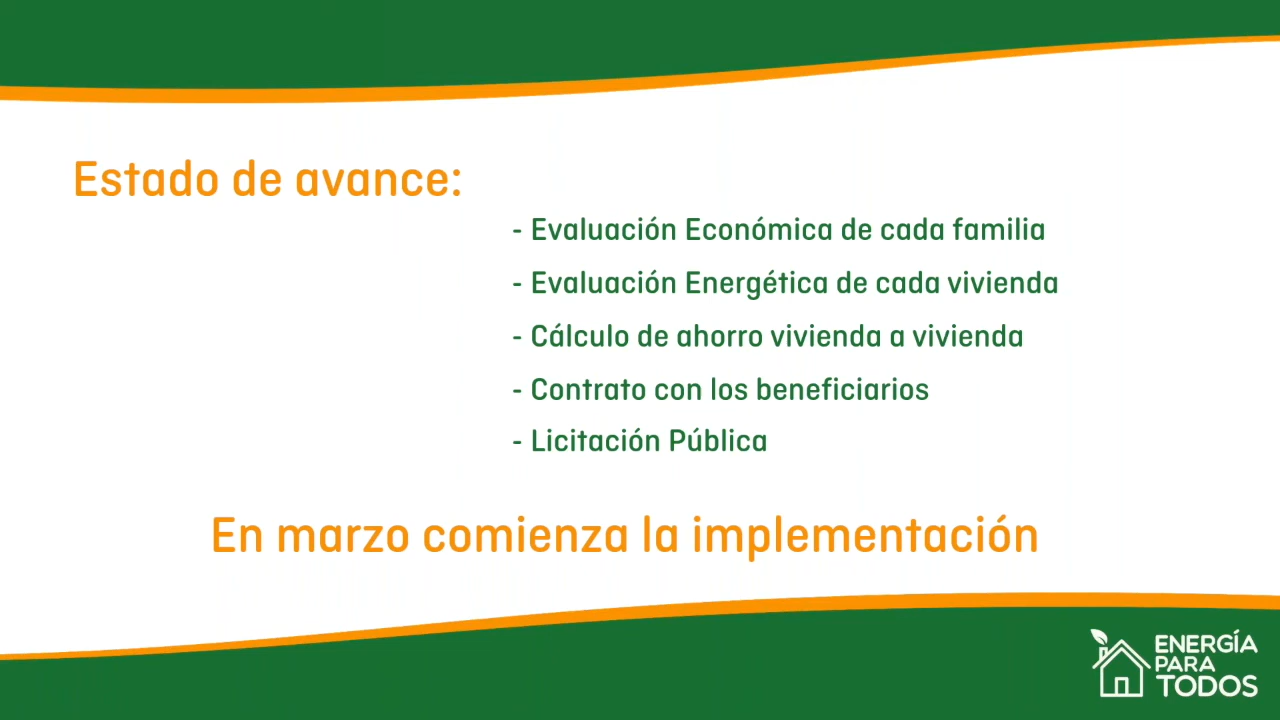 Estado de avance:
- Evaluación Económica de cada familia
- Evaluación Energética de cada vivienda
- Cálculo de ahorro vivienda a vivienda
- Contrato con los beneficiarios
- Licitación Pública
En marzo comienza la implementación
ENERGÍA
PARA
TODOS